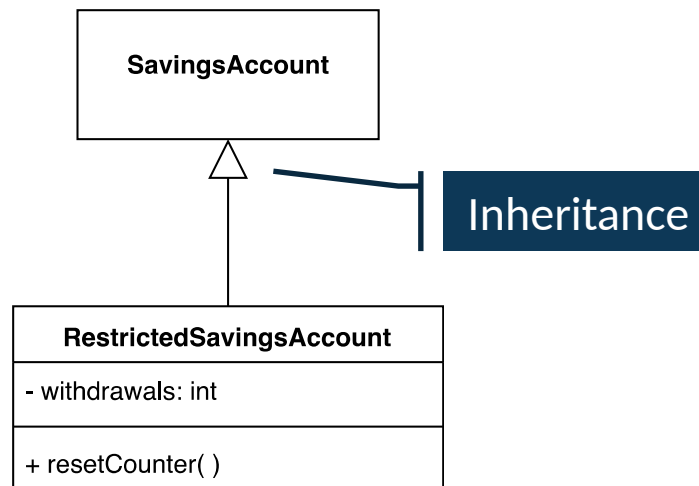 SavingsAccount
Inheritance
RestrictedSavingsAccount
- withdrawals: int
+ resetCounter( )